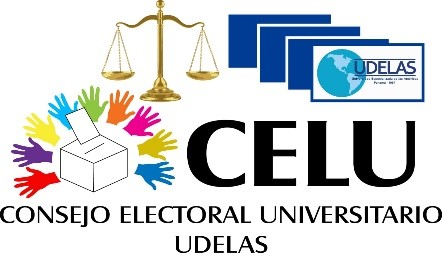 UDELAS
CELU
CONSEJO ELECTORAL UNIVERSITARIO
UDELAS